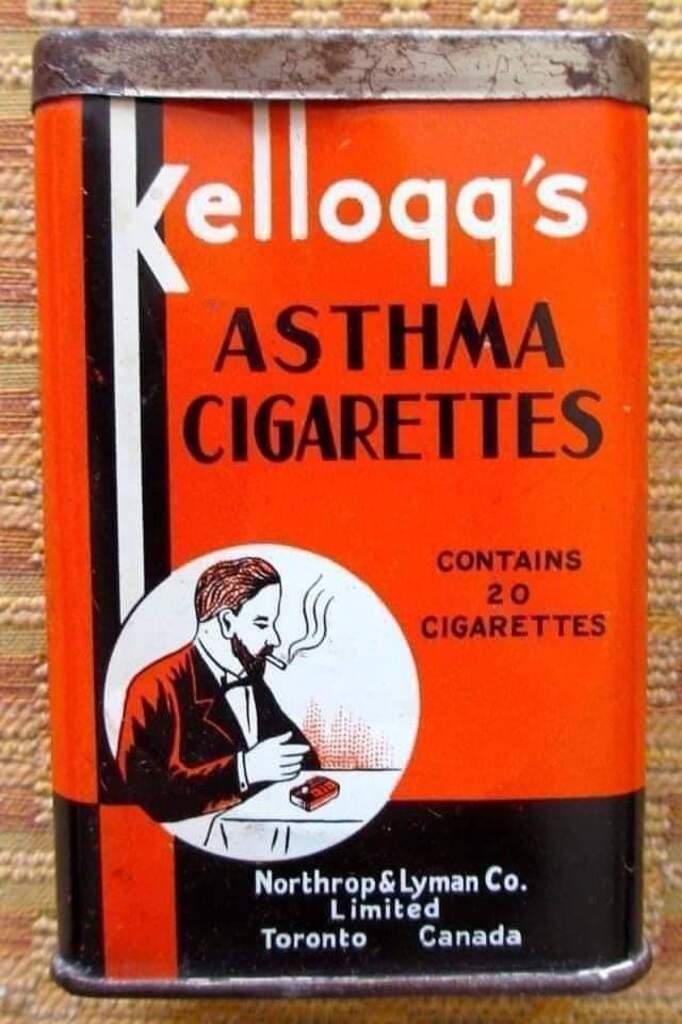 Kellogg's
ASTHMA
CIGARETTES
CONTAINS
20
CIGARETTES
Northrop & Lyman Co.
Limited
Toronto Canada